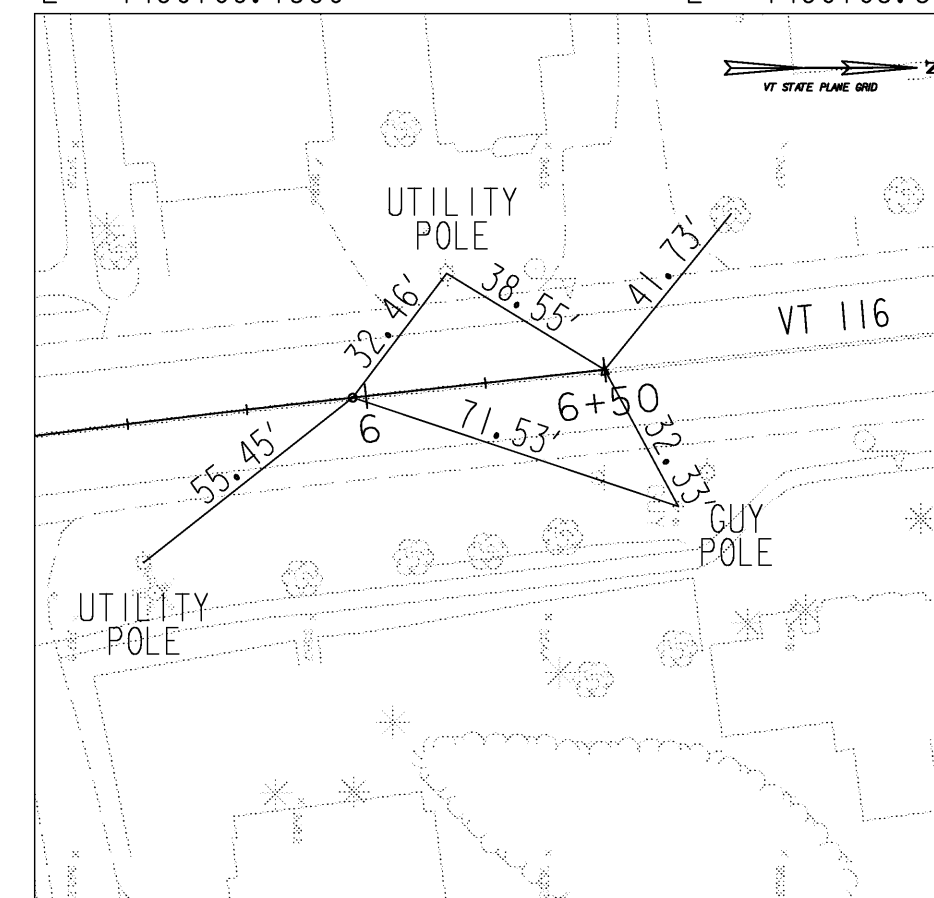 VT STATE PLANE GRID
UTILITY
POLE
32.46'
38.55'
41.73'
VT 116
6
6+50
55.45'
71.53'
32.33'
GUY
POLE
UTILITY
POLE